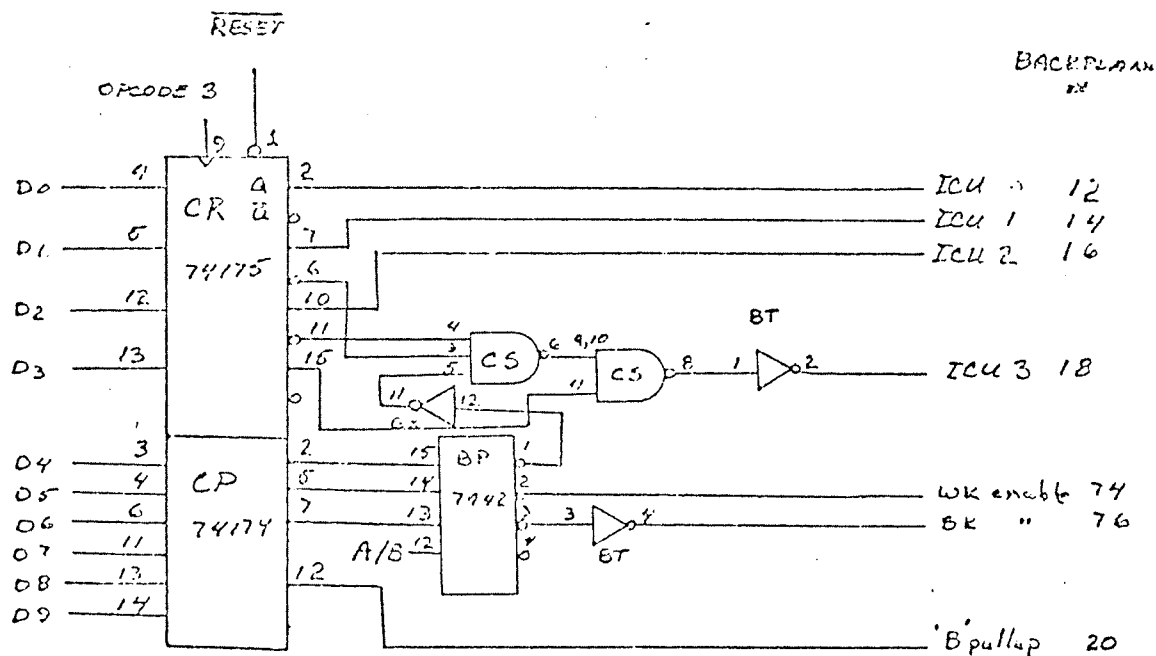 RESET
BACKPLANE
OPCODE 3
9 1
D0 4 Q 2 ICU 12
CR Q
D1 5 7 ICU 1 14
74175 6 ICU 2 16
D2 12 10
11 4 BT
D3 13 15 3 CS 6 9,10 CS 8 1 2 ICU 3 18
5 11
11 12
D4 3 2 15 BP 1
CP
D5 4 5 14 7442 2 WK enable 74
D6 6 7 13 3 3 4 BK " 76
74174
D7 11 A/B 12 BT
D8 13 12
D9 14
'B' pullup 20